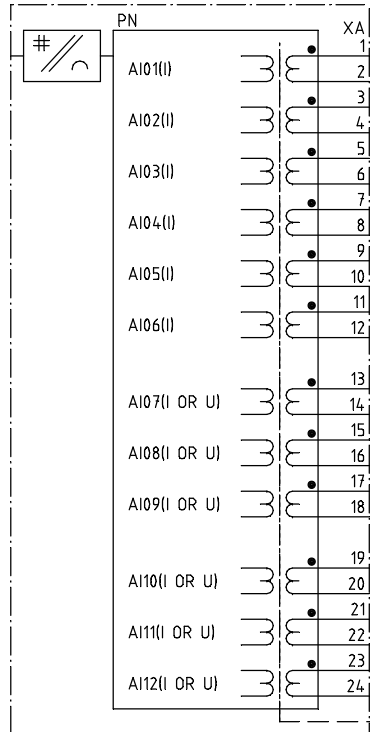 PN
XA
1
AI01(I)
2
3
AI02(I)
4
5
AI03(I)
6
7
AI04(I)
8
9
AI05(I)
10
11
AI06(I)
12
13
AI07(I OR U)
14
15
AI08(I OR U)
16
17
AI09(I OR U)
18
19
AI10(I OR U)
20
21
AI11(I OR U)
22
23
AI12(I OR U)
24